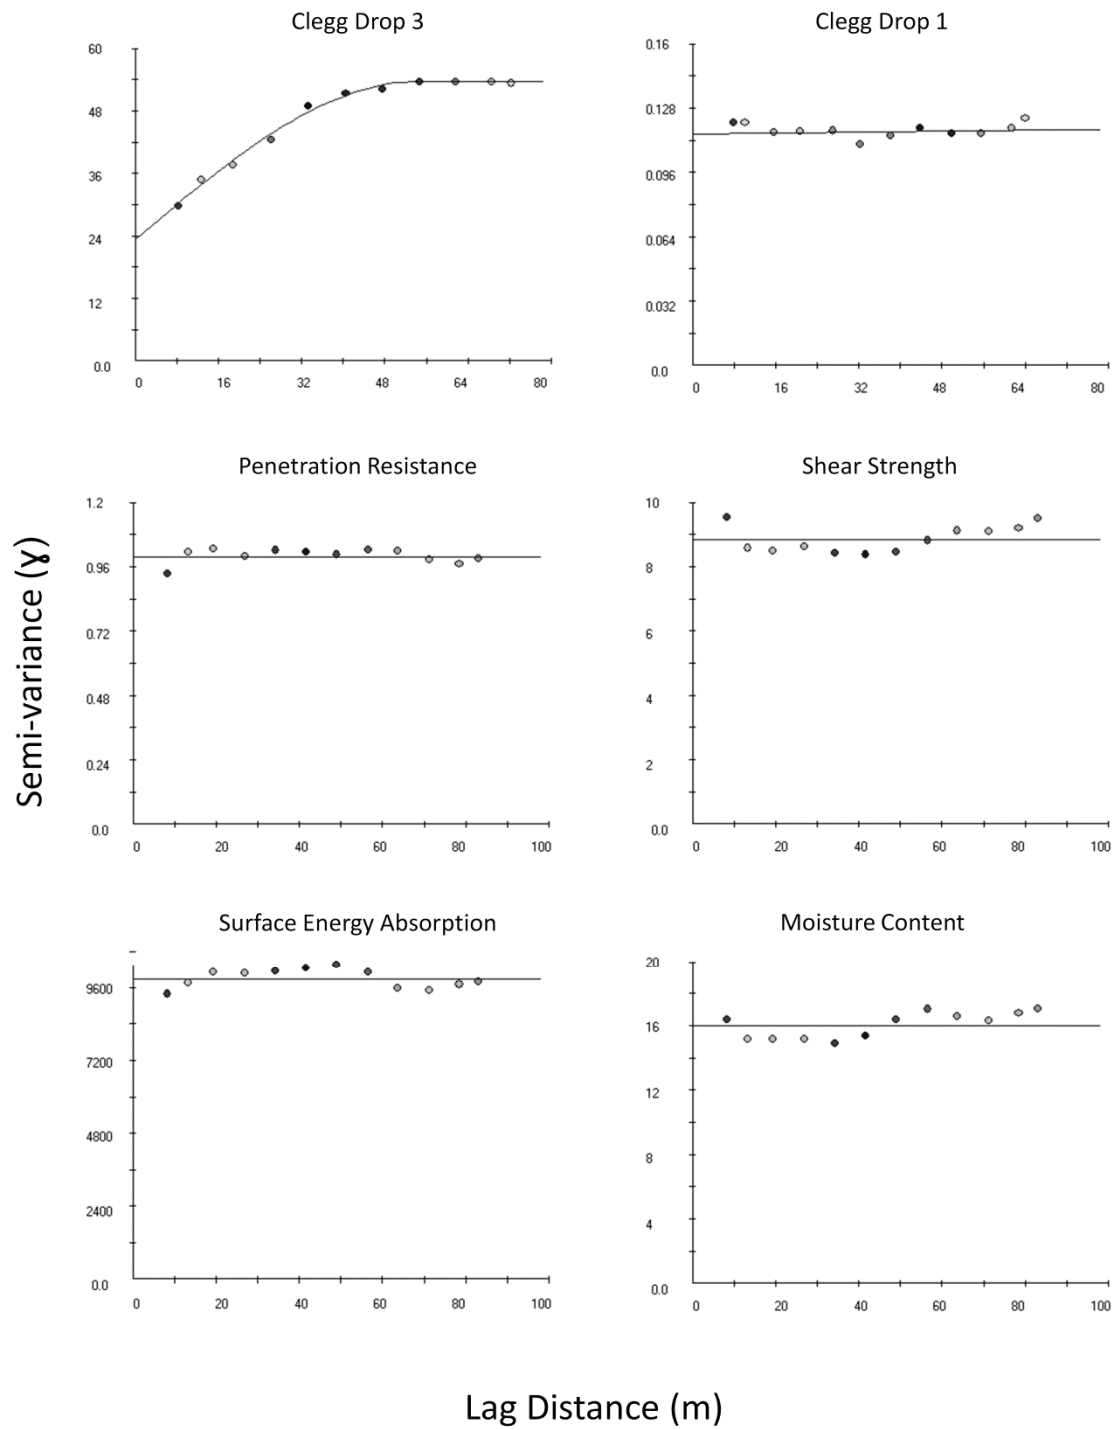 Clegg Drop 3
60
48
36
24
12
0.0
0 16 32 48 64 80
Clegg Drop 1
0.16
0.128
0.096
0.064
0.032
0.0
0 16 32 48 64 80
Semi-variance (ɣ)
Penetration Resistance
1.2
0.96
0.72
0.48
0.24
0.0
0 20 40 60 80 100
Shear Strength
10
8
6
4
2
0.0
0 20 40 60 80 100
Surface Energy Absorption
9600
7200
4800
2400
0.0
0 20 40 60 80 100
Moisture Content
20
16
12
8
4
0.0
0 20 40 60 80 100
Lag Distance (m)